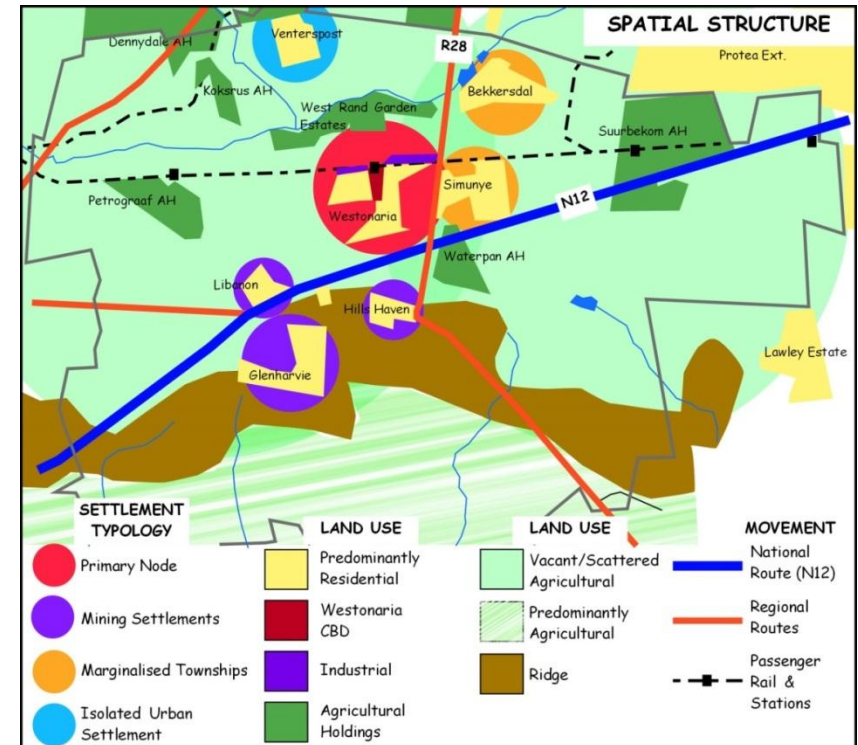 SPATIAL STRUCTURE
Dennydale AH
Venterspost
R28
Protea Ext.
Koksrus AH
Bekkersdal
West Rand Garden
Estates
Suurbekom AH
Petrograaf AH
Simunye
Westonaria
N12
Waterpan AH
Libanon
Hills Haven
Lawley Estate
Glenharvie
SETTLEMENT
TYPOLOGY
Primary Node
Mining Settlements
Marginalised Townships
Isolated Urban
Settlement
LAND USE
Predominantly
Residential
Westonaria
CBD
Industrial
Agricultural
Holdings
LAND USE
Vacant/Scattered
Agricultural
Predominantly
Agricultural
Ridge
MOVEMENT
National
Route (N12)
Regional
Routes
Passenger
Rail &
Stations